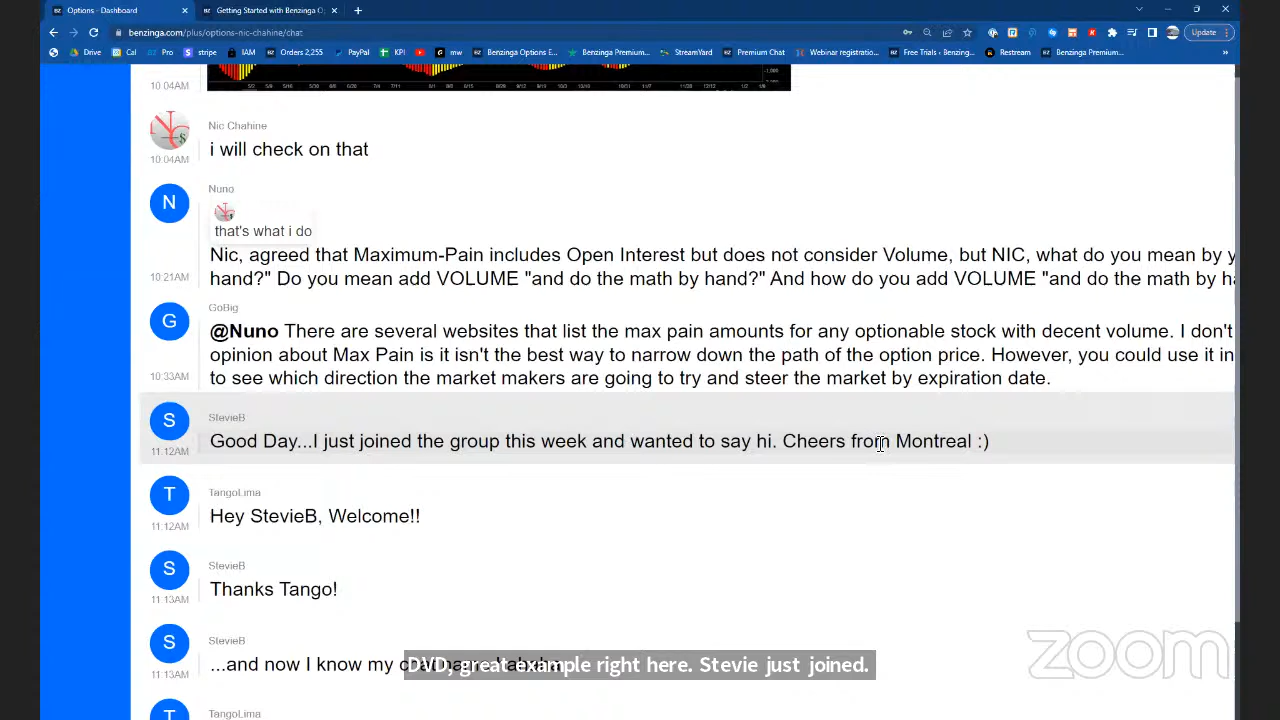 Options - Dashboard
Getting Started with Benzinga O
benzinga.com/plus/options-nic-chahine/chat
Update
Drive
Cal
Pro
stripe
IAM
Orders 2,255
PayPal
KPI
mw
Benzinga Options E...
Benzinga Premium...
StreamYard
Premium Chat
Webinar registratio...
Free Trials ‹ Benzing...
Restream
Benzinga Premium...
»
10:04AM
Nic Chahine
i will check on that
10:04AM
N
Nuno
that's what i do
Nic, agreed that Maximum-Pain includes Open Interest but does not consider Volume, but NIC, what do you mean by y
hand?" Do you mean add VOLUME "and do the math by hand?" And how do you add VOLUME "and do the math by ha
10:21AM
G
GoBig
@Nuno There are several websites that list the max pain amounts for any optionable stock with decent volume. I don't
opinion about Max Pain is it isn't the best way to narrow down the path of the option price. However, you could use it in
to see which direction the market makers are going to try and steer the market by expiration date.
10:33AM
S
StevieB
Good Day...I just joined the group this week and wanted to say hi. Cheers from Montreal :)
11:12AM
T
TangoLima
Hey StevieB, Welcome!!
11:12AM
S
StevieB
Thanks Tango!
11:13AM
S
StevieB
...and now I know my
11:13AM
DVD, great example right here. Stevie just joined.
zoom
T
TangoLima